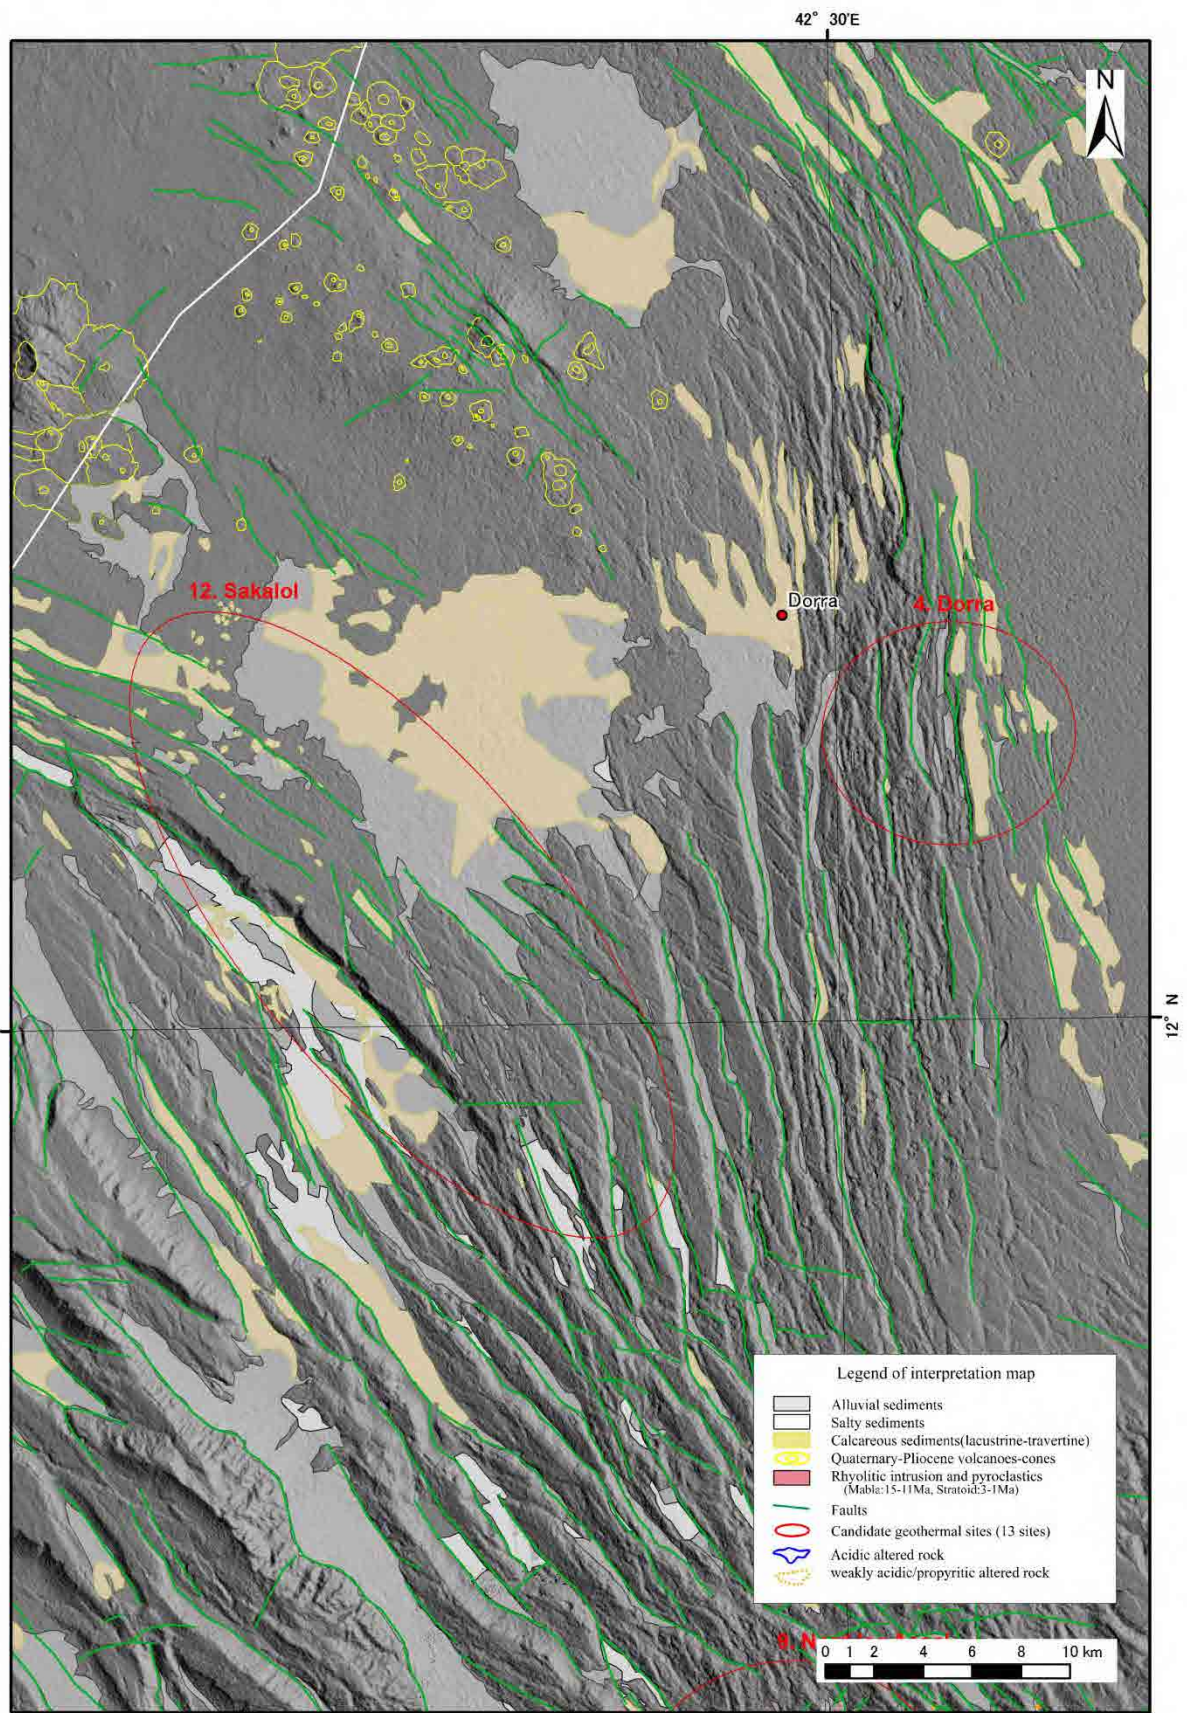 42° 30'E
N
12. Sakalol
Dorra
4. Dorra
12° N
Legend of interpretation map
Alluvial sediments
Salty sediments
Calcareous sediments(lacustrine-travertine)
Quaternary-Pliocene volcanoes-cones
Rhyolitic intrusion and pyroclastics
(Mabla:15-11Ma, Stratoid:3-1Ma)
Faults
Candidate geothermal sites (13 sites)
Acidic altered rock
weakly acidic/propyritic altered rock
0 1 2 4 6 8 10 km